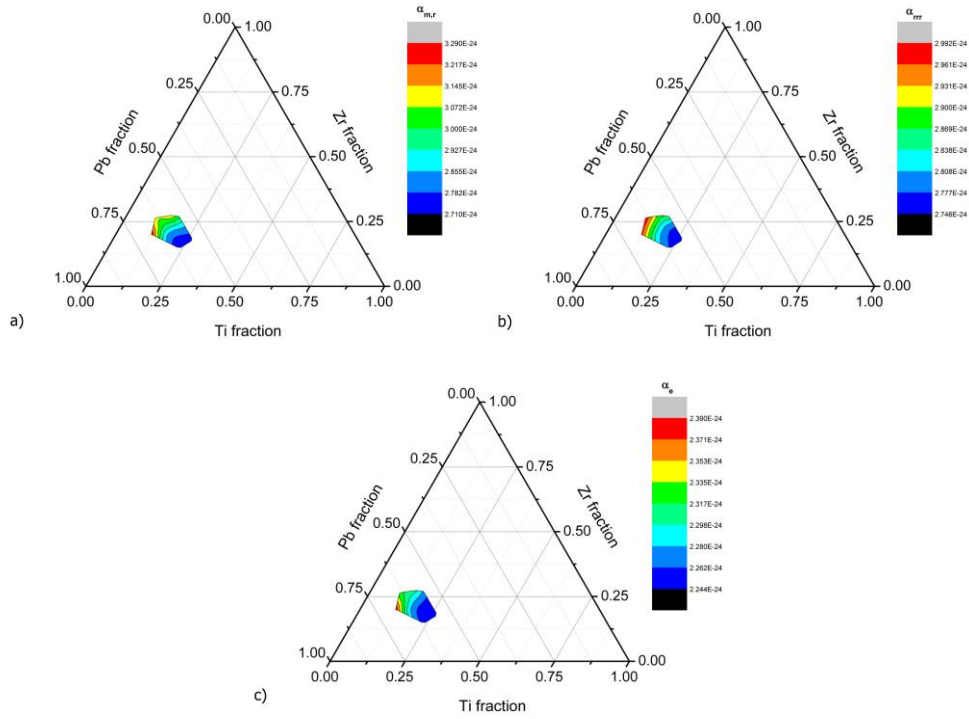 0.00
1.00
0.25
0.75
0.50
0.50
0.75
0.25
1.00
0.00
0.00
0.25
0.50
0.75
1.00
Pb fraction
Zr fraction
Ti fraction
αm,r
3.290E-24
3.217E-24
3.145E-24
3.072E-24
3.000E-24
2.927E-24
2.855E-24
2.782E-24
2.710E-24
a)
0.00
1.00
0.25
0.75
0.50
0.50
0.75
0.25
1.00
0.00
0.00
0.25
0.50
0.75
1.00
Pb fraction
Zr fraction
Ti fraction
αrrr
2.992E-24
2.961E-24
2.931E-24
2.900E-24
2.869E-24
2.838E-24
2.808E-24
2.777E-24
2.746E-24
b)
0.00
1.00
0.25
0.75
0.50
0.50
0.75
0.25
1.00
0.00
0.00
0.25
0.50
0.75
1.00
Pb fraction
Zr fraction
Ti fraction
αe
2.390E-24
2.371E-24
2.353E-24
2.335E-24
2.317E-24
2.298E-24
2.280E-24
2.262E-24
2.244E-24
c)